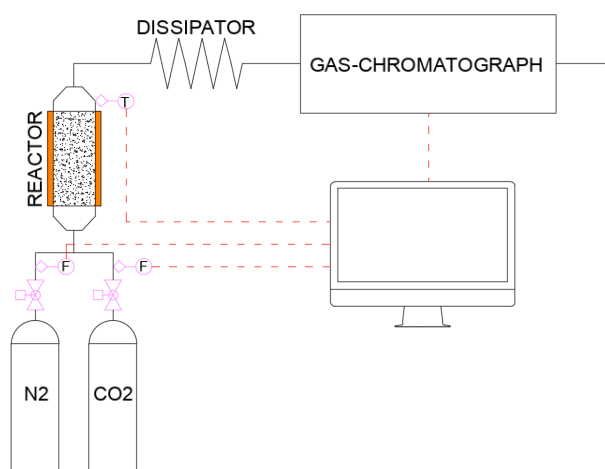 DISSIPATOR
GAS-CHROMATOGRAPH
T
REACTOR
F
F
N2
CO2